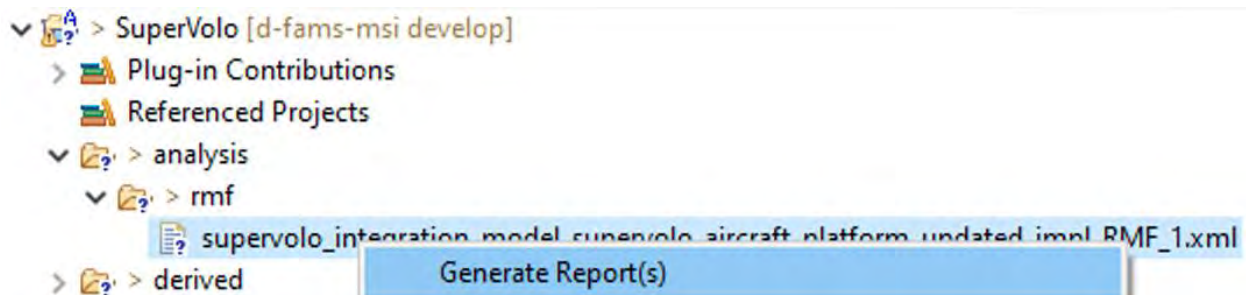 > SuperVolo [d-fams-msi develop]
Plug-in Contributions
Referenced Projects
> analysis
> rmf
supervolo_integration_model_supervolo_aircraft_platform_updated_impl_RMF_1.xml
Generate Report(s)
> derived